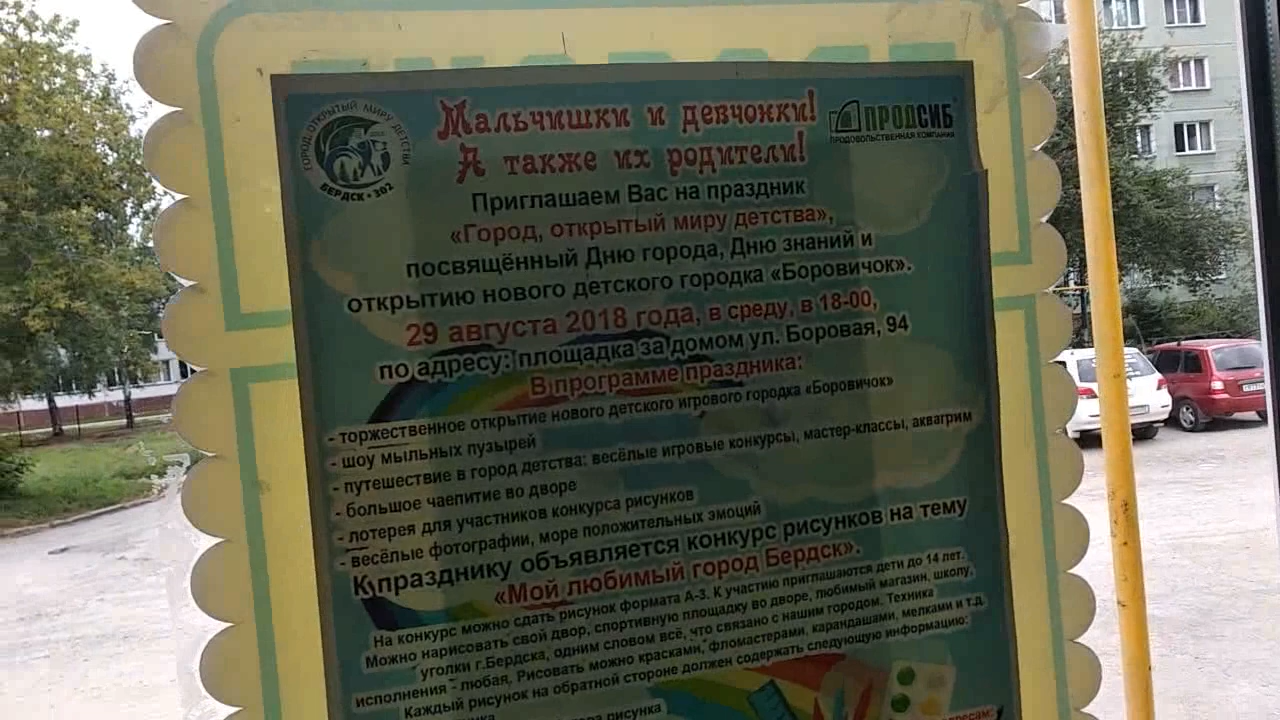 ГОРОД, ОТКРЫТЫЙ МИРУ ДЕТСТВА
БЕРДСК • 302
ПРОДСИБ
ПРОДОВОЛЬСТВЕННАЯ КОМПАНИЯ
Мальчишки и девчонки!
А также их родители!
Приглашаем Вас на праздник
«Город, открытый миру детства»,
посвящённый Дню города, Дню знаний и
открытию нового детского городка «Боровичок».
29 августа 2018 года, в среду, в 18-00,
по адресу: площадка за домом ул. Боровая, 94
В программе праздника:
- торжественное открытие нового детского игрового городка «Боровичок»
- шоу мыльных пузырей
- путешествие в город детства: весёлые игровые конкурсы, мастер-классы, аквагрим
- большое чаепитие во дворе
- лотерея для участников конкурса рисунков
- весёлые фотографии, море положительных эмоций
К празднику объявляется конкурс рисунков на тему
«Мой любимый город Бердск».
На конкурс можно сдать рисунок формата А-3. К участию приглашаются дети до 14 лет.
Можно нарисовать свой двор, спортивную площадку во дворе, любимый магазин, школу,
уголки г.Бердска, одним словом всё, что связано с нашим городом. Техника
исполнения - любая. Рисовать можно красками, фломастерами, карандашами, мелками и т.д.
Каждый рисунок на обратной стороне должен содержать следующую информацию:
рисунка